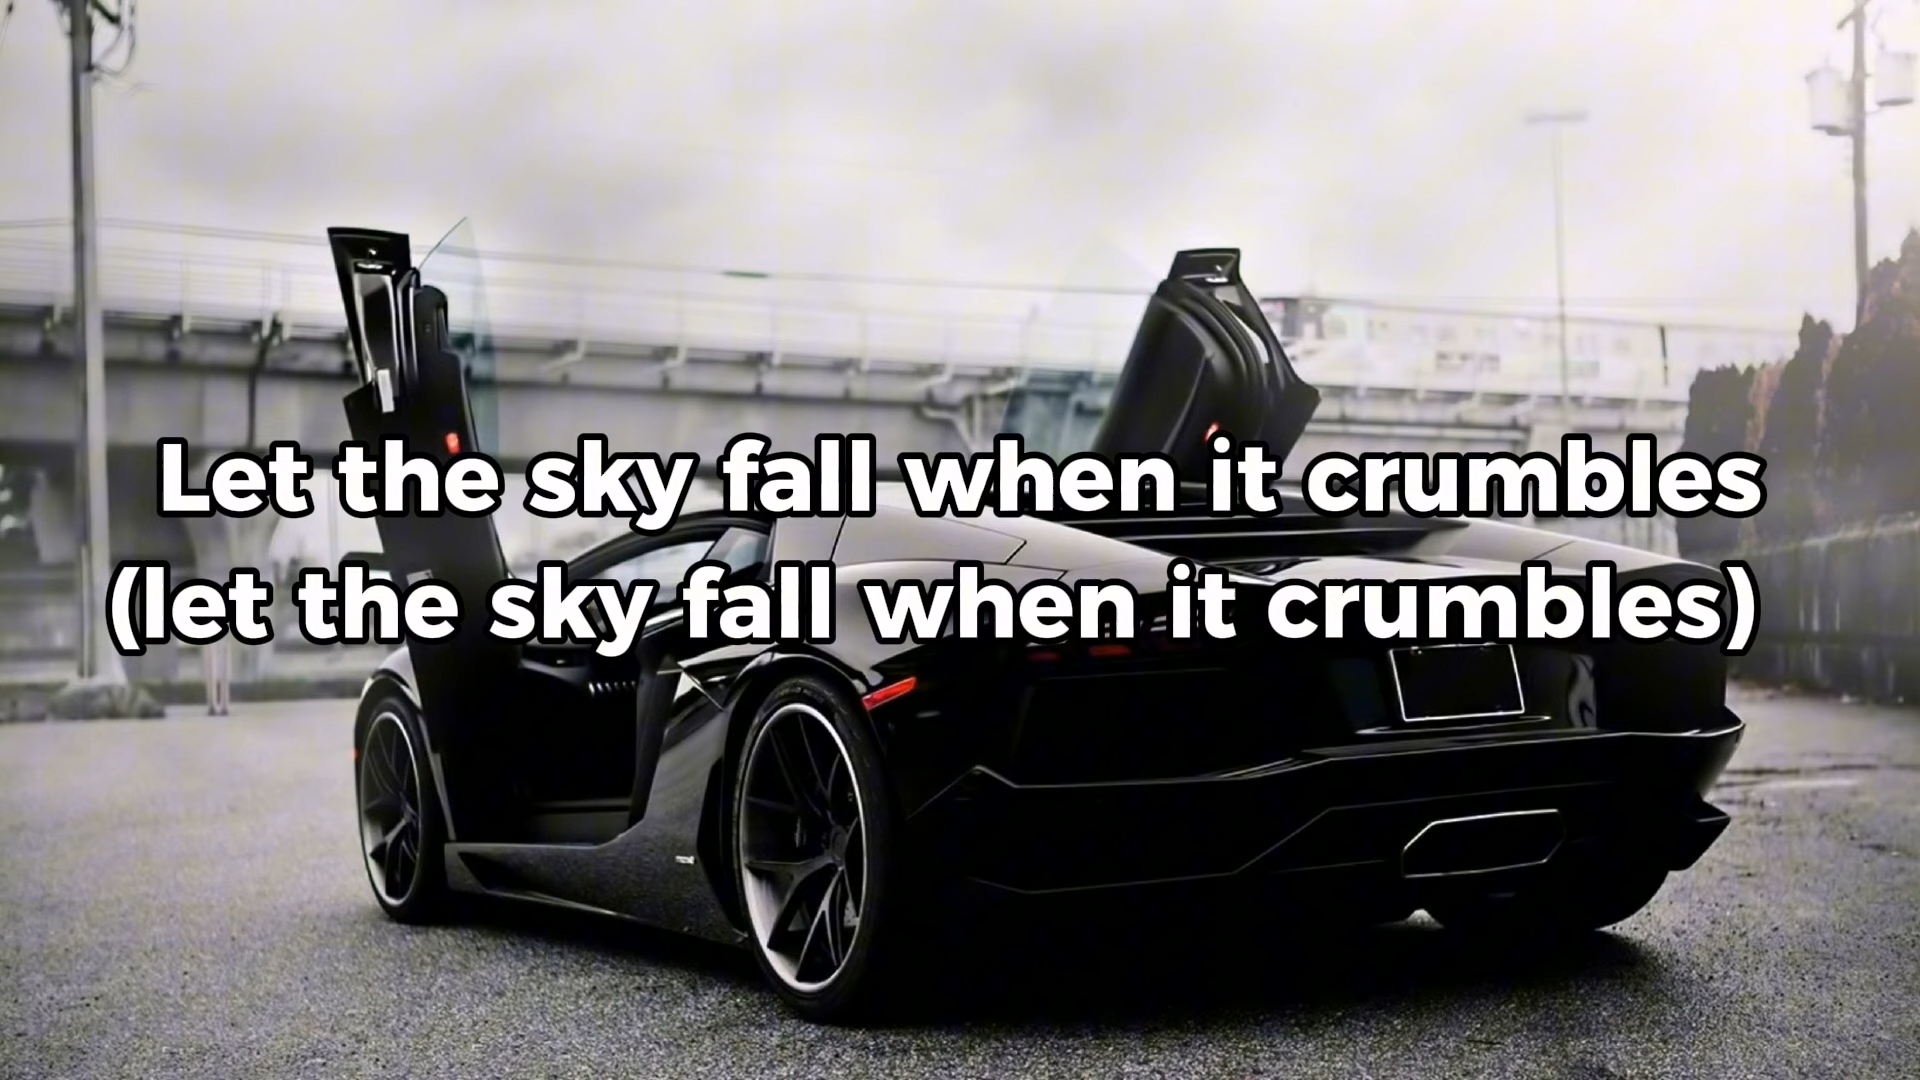 Let the sky fall when it crumbles
(let the sky fall when it crumbles)